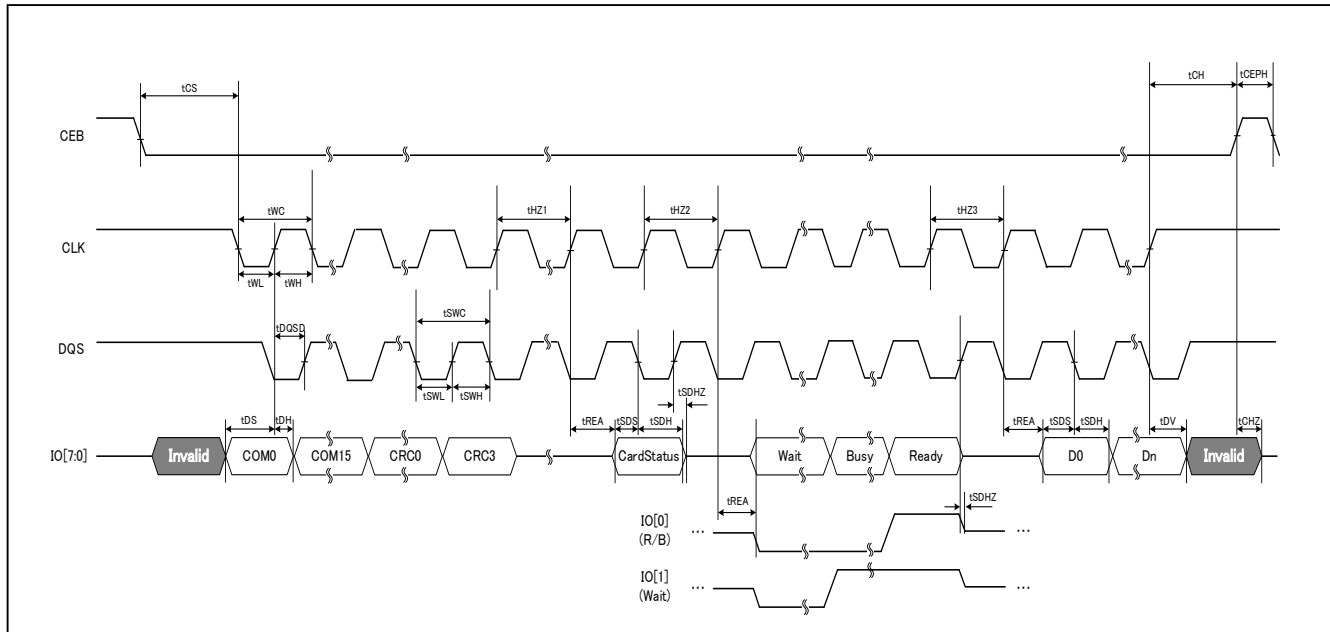 tCS
tCH
tCEPH
CEB
tWC
tHZ1
tHZ2
tHZ3
CLK
tWL
tWH
tDQSD
tSWC
DQS
tSWL
tSWH
tSDHZ
tDS
tDH
tREA
tSDS
tSDH
tREA
tSDS
tSDH
tDV
tCHZ
IO[7:0]
Invalid
COM0
COM15
CRC0
CRC3
CardStatus
Wait
Busy
Ready
D0
Dn
Invalid
tREA
tSDHZ
IO[0]
(R/B)
...
...
IO[1]
(Wait)
...
...